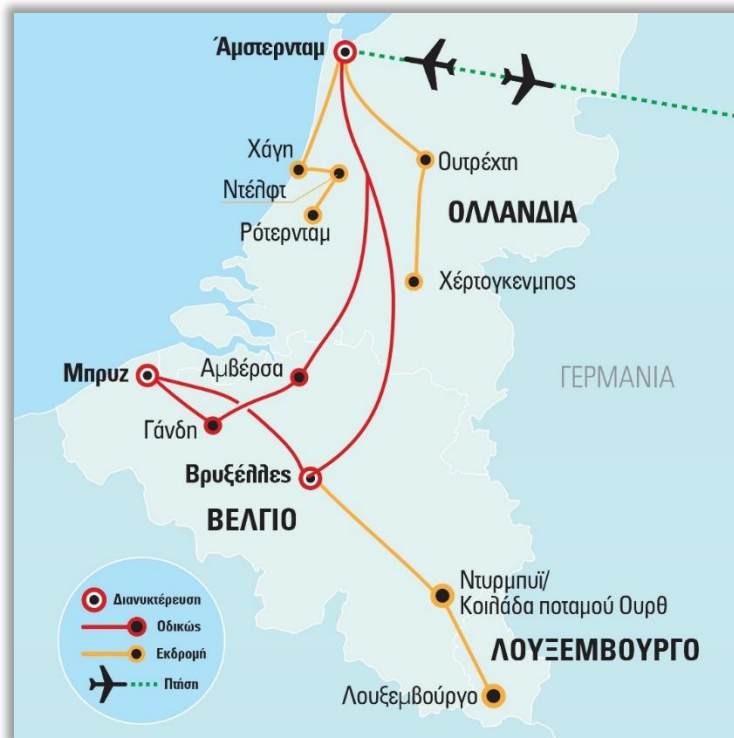 Άμστερνταμ
Χάγη
Ντέλφτ
Ρότερνταμ
Ουτρέχτη
ΟΛΛΑΝΔΙΑ
Χέρτογκενμπος
Μπρυζ
Αμβέρσα
ΓΕΡΜΑΝΙΑ
Γάνδη
Βρυξέλλες
ΒΕΛΓΙΟ
Ντυρμπυϊ/
Κοιλάδα ποταμού Ουρθ
ΛΟΥΞΕΜΒΟΥΡΓΟ
Λουξεμβούργο
Διανυκτέρευση
Οδικώς
Εκδρομή
Πτήση